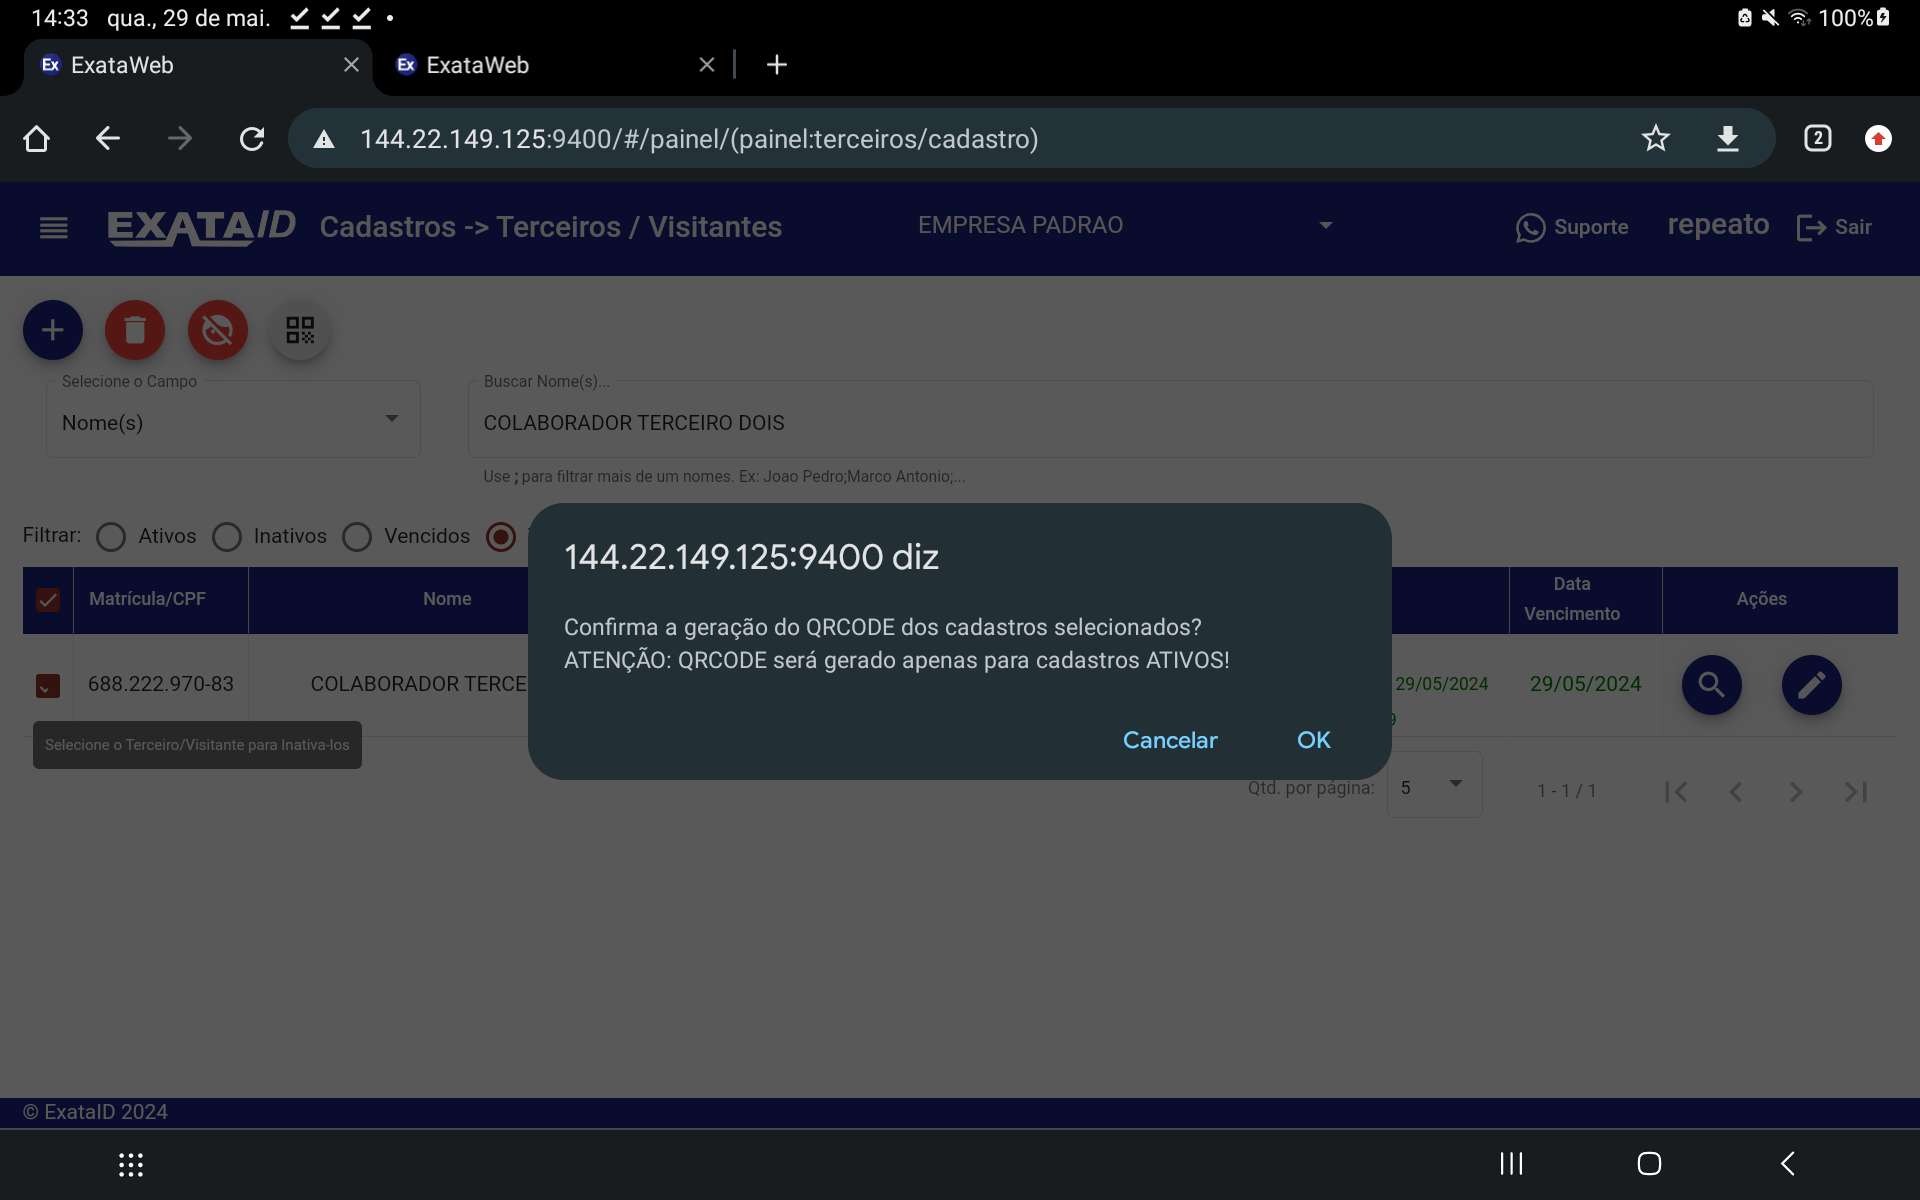 14:33 qua., 29 de mai. 100%
ExataWeb ExataWeb
144.22.149.125:9400/#/painel/(painel:terceiros/cadastro) 2
EXATAID Cadastros -> Terceiros / Visitantes EMPRESA PADRAO Suporte repeato Sair
Selecione o Campo Buscar Nome(s)...
Nome(s) COLABORADOR TERCEIRO DOIS
Use ; para filtrar mais de um nomes. Ex: Joao Pedro;Marco Antonio;...
Filtrar: Ativos Inativos Vencidos
144.22.149.125:9400 diz
Confirma a geração do QRCODE dos cadastros selecionados?
ATENÇÃO: QRCODE será gerado apenas para cadastros ATIVOS!
Cancelar OK
Matrícula/CPF Nome Data Vencimento Ações
688.222.970-83 COLABORADOR TERCE 29/05/2024 29/05/2024
Selecione o Terceiro/Visitante para Inativa-los
Qtd. por página: 5 1 - 1 / 1
© ExataID 2024